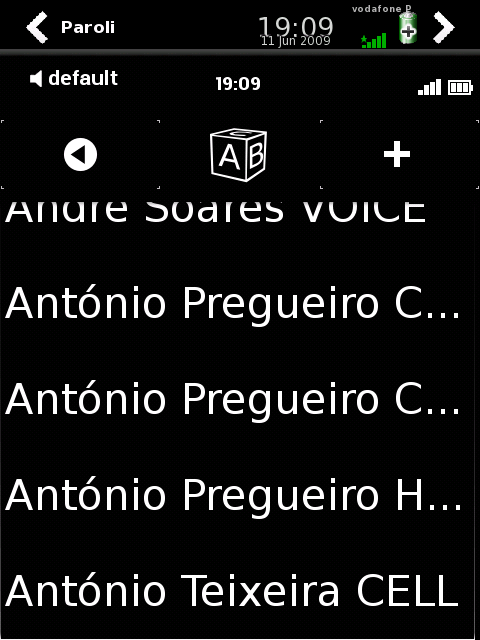 vodafone P
Paroli
19:09
11 Jun 2009
default
19:09
AB
André Soares VOICE
António Pregueiro C...
António Pregueiro C...
António Pregueiro H...
António Teixeira CELL